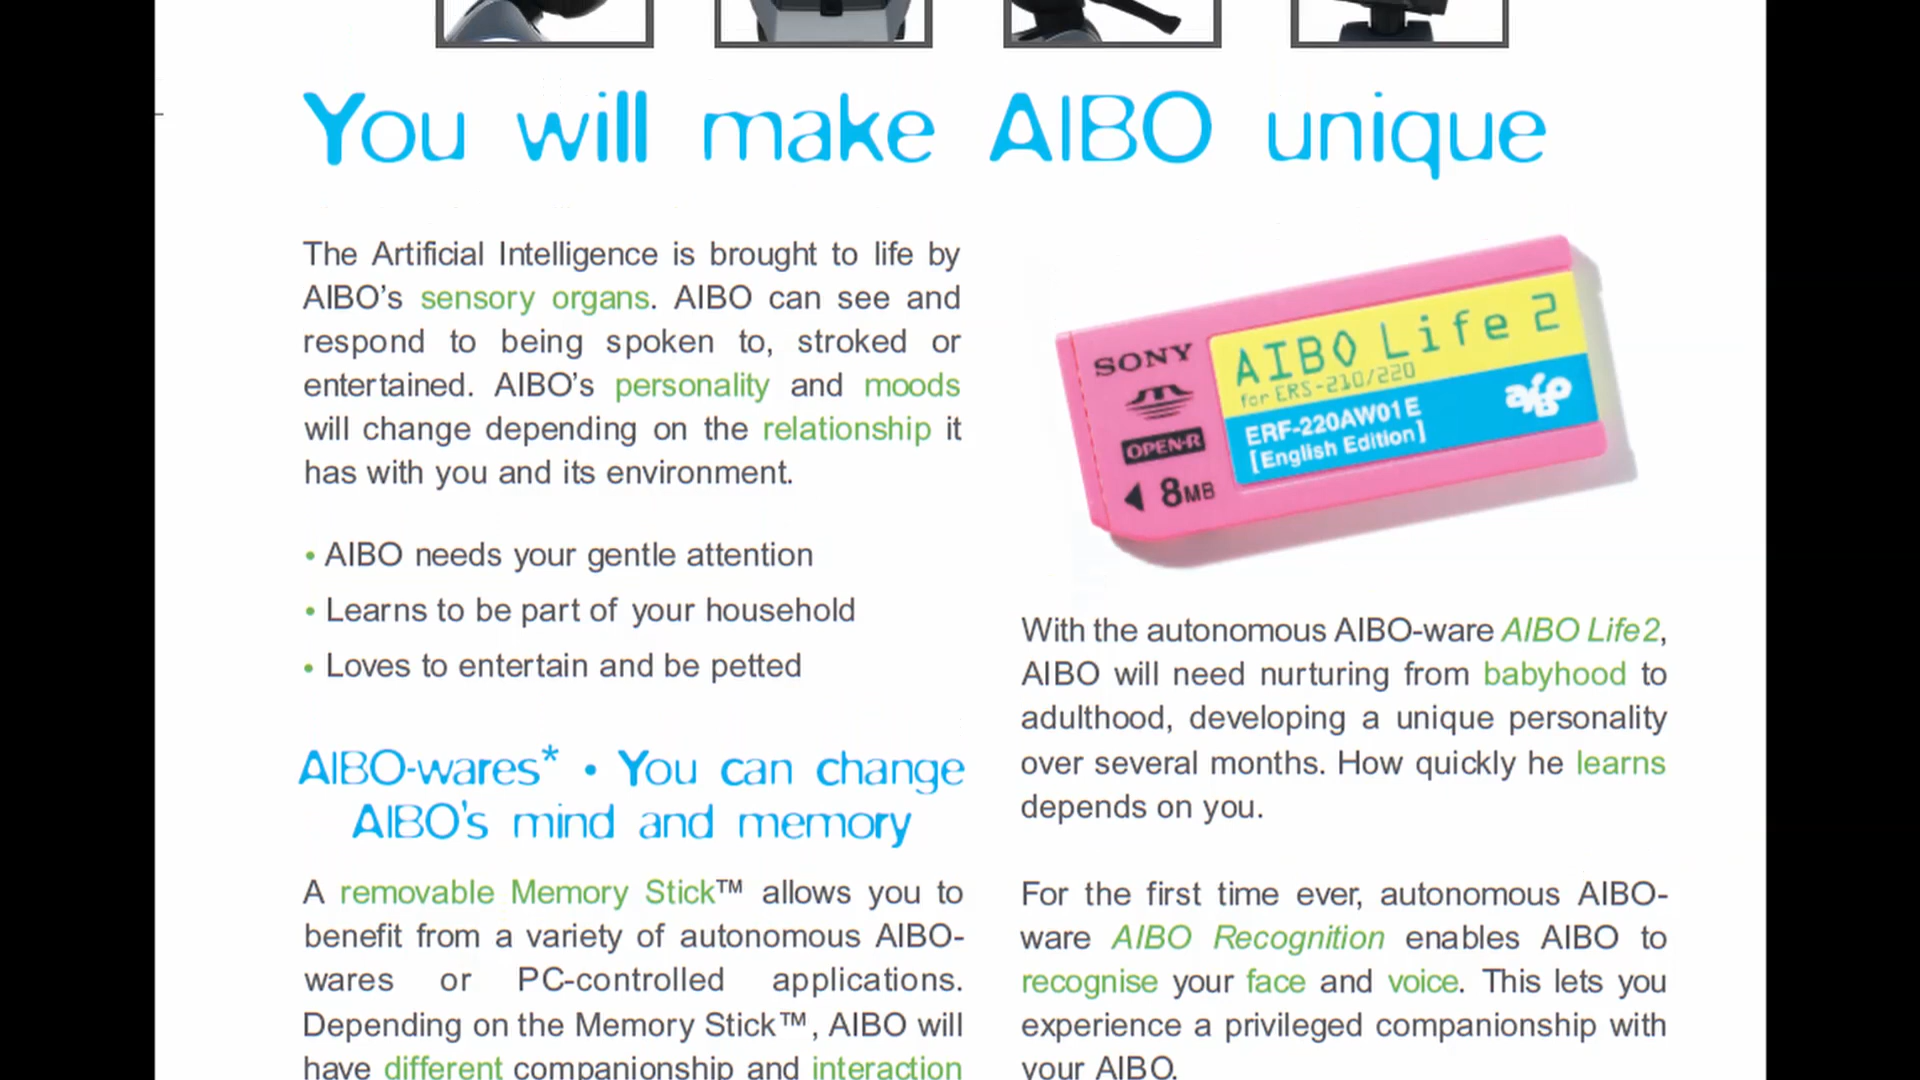 You will make AIBO unique
The Artificial Intelligence is brought to life by
AIBO’s sensory organs. AIBO can see and
respond to being spoken to, stroked or
entertained. AIBO’s personality and moods
will change depending on the relationship it
has with you and its environment.
• AIBO needs your gentle attention
• Learns to be part of your household
• Loves to entertain and be petted
AIBO-wares* • You can change
AIBO's mind and memory
A removable Memory Stick™ allows you to
benefit from a variety of autonomous AIBO-
wares or PC-controlled applications.
Depending on the Memory Stick™, AIBO will
have different companionship and interaction
SONY
OPEN-R
8MB
AIBO Life 2
for ERS-210/220
ERF-220AW01E
[English Edition]
aibo
With the autonomous AIBO-ware AIBO Life2,
AIBO will need nurturing from babyhood to
adulthood, developing a unique personality
over several months. How quickly he learns
depends on you.
For the first time ever, autonomous AIBO-
ware AIBO Recognition enables AIBO to
recognise your face and voice. This lets you
experience a privileged companionship with
your AIBO.